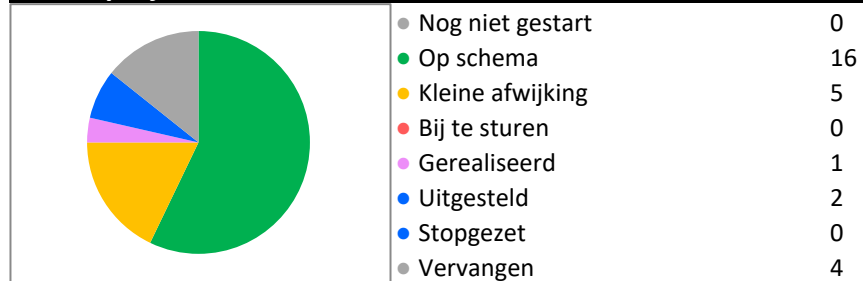 Nog niet gestart 0
Op schema 16
Kleine afwijking 5
Bij te sturen 0
Gerealiseerd 1
Uitgesteld 2
Stopgezet 0
Vervangen 4